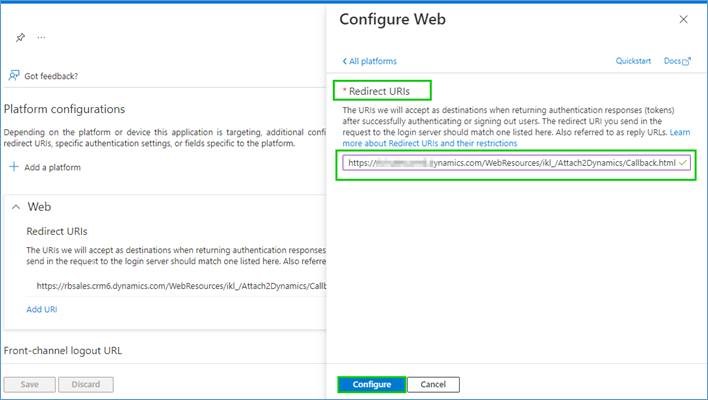 Configure Web
...
Got feedback?
Platform configurations
Depending on the platform or device this application is targeting, additional confi
redirect URIs, specific authentication settings, or fields specific to the platform.
Add a platform
Web
Redirect URIs
The URIs we will accept as destinations when returning authentication responses
send in the request to the login server should match one listed here. Also referre
https://rbsales.crm6.dynamics.com/WebResources/ikl_/Attach2Dynamics/Callb
Add URI
Front-channel logout URL
Save Discard
All platforms Quickstart Docs
* Redirect URIs
The URIs we will accept as destinations when returning authentication responses (tokens)
after successfully authenticating or signing out users. The redirect URI you send in the
request to the login server should match one listed here. Also referred to as reply URLs. Learn
more about Redirect URIs and their restrictions
https:// dynamics.com/WebResources/ikl_/Attach2Dynamics/Callback.html
Configure Cancel